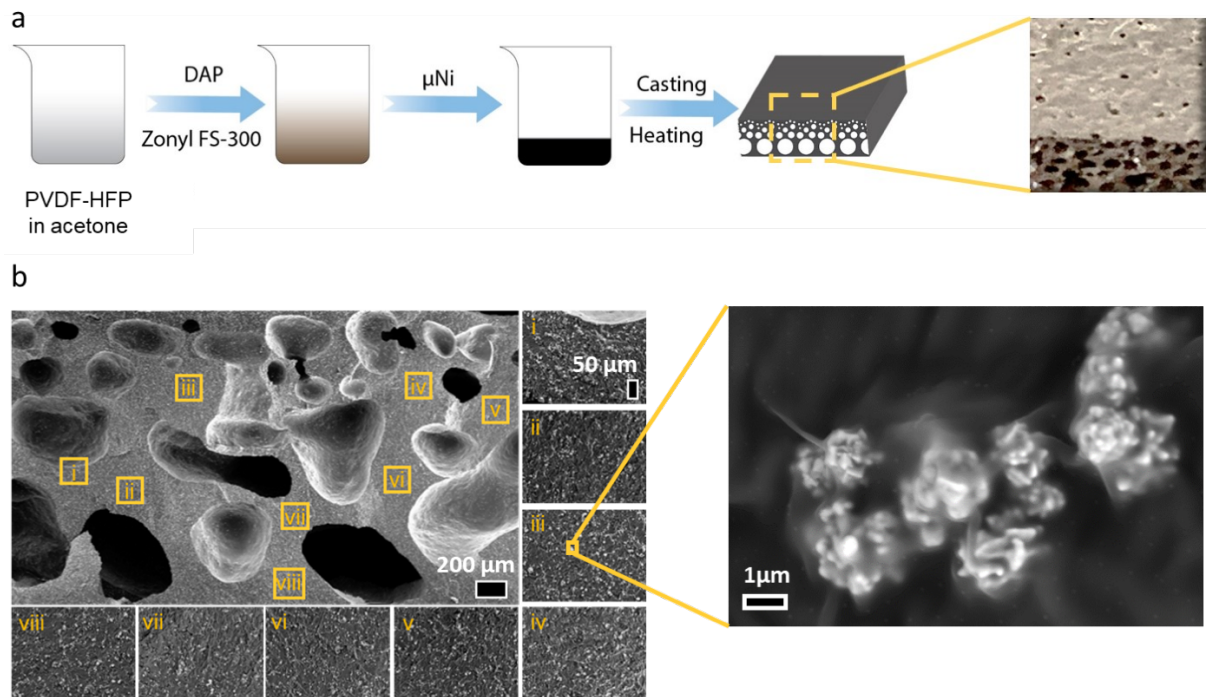 a
DAP
Zonyl FS-300
µNi
Casting
Heating
PVDF-HFP
in acetone
b
i
ii
iii
iv
v
vi
vii
viii
200 µm
i
50 µm
ii
iii
iv
viii
vii
vi
v
1µm